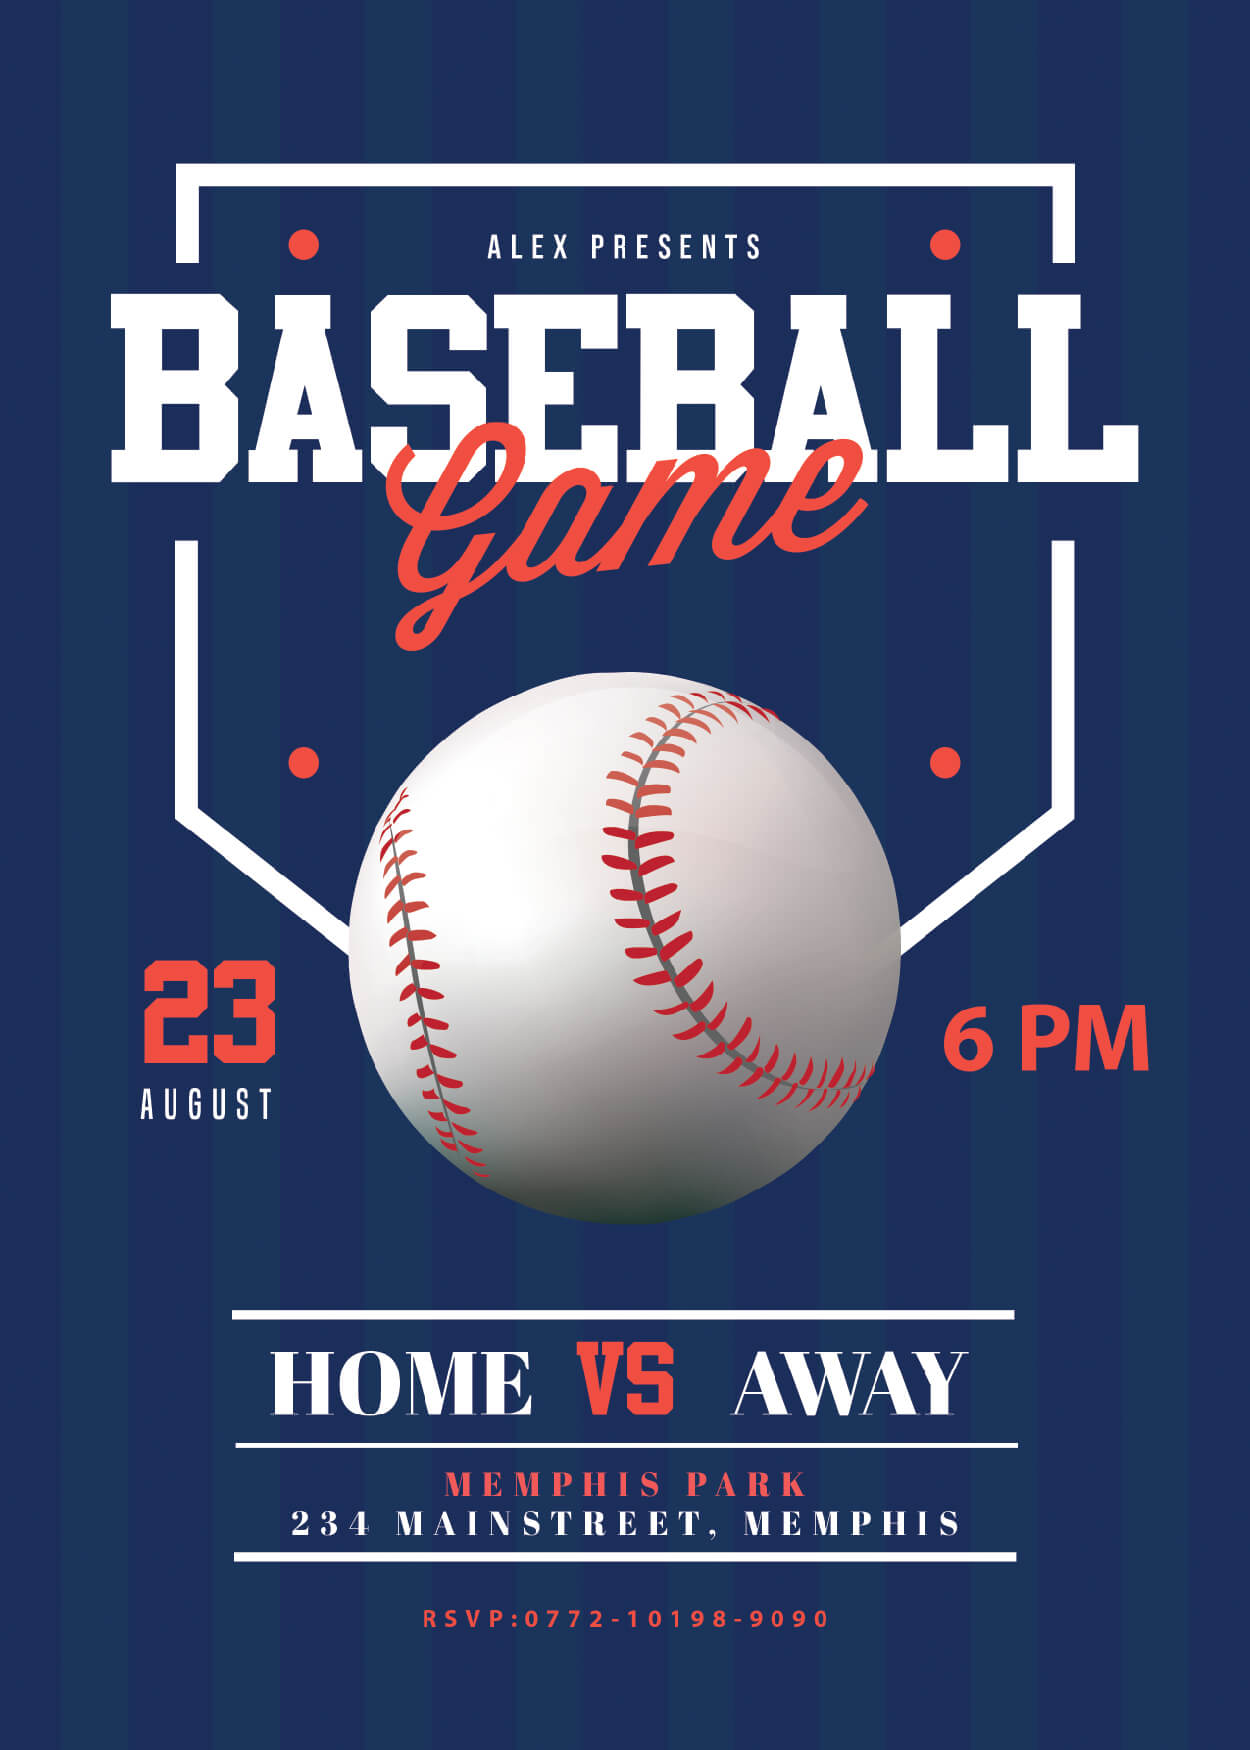 ALEX PRESENTS
BASEBALL
Game
23
AUGUST
6 PM
HOME VS AWAY
MEMPHIS PARK
234 MAINSTREET, MEMPHIS
RSVP:0772-10198-9090